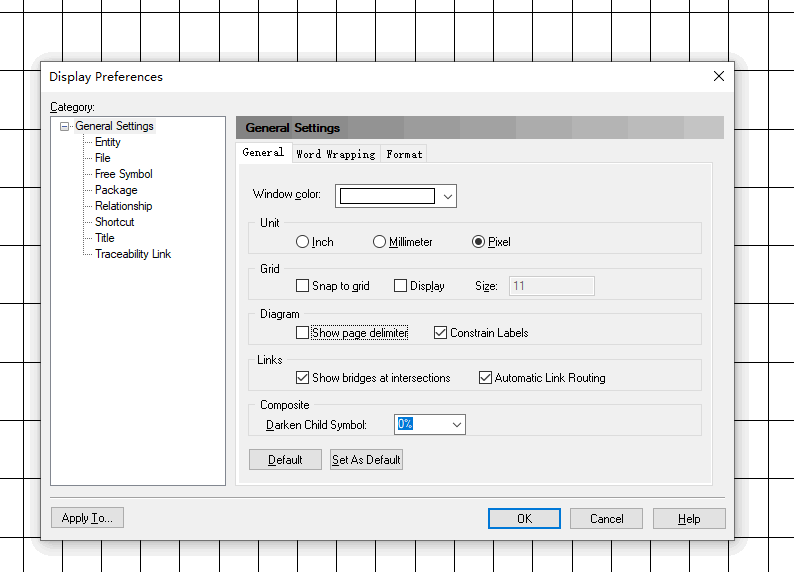 Display Preferences
Category:
General Settings
Entity
File
Free Symbol
Package
Relationship
Shortcut
Title
Traceability Link
General Settings
General Word Wrapping Format
Window color:
Unit
Inch Millimeter Pixel
Grid
Snap to grid Display Size: 11
Diagram
Show page delimiter Constrain Labels
Links
Show bridges at intersections Automatic Link Routing
Composite
Darken Child Symbol: 0%
Default Set As Default
Apply To... OK Cancel Help